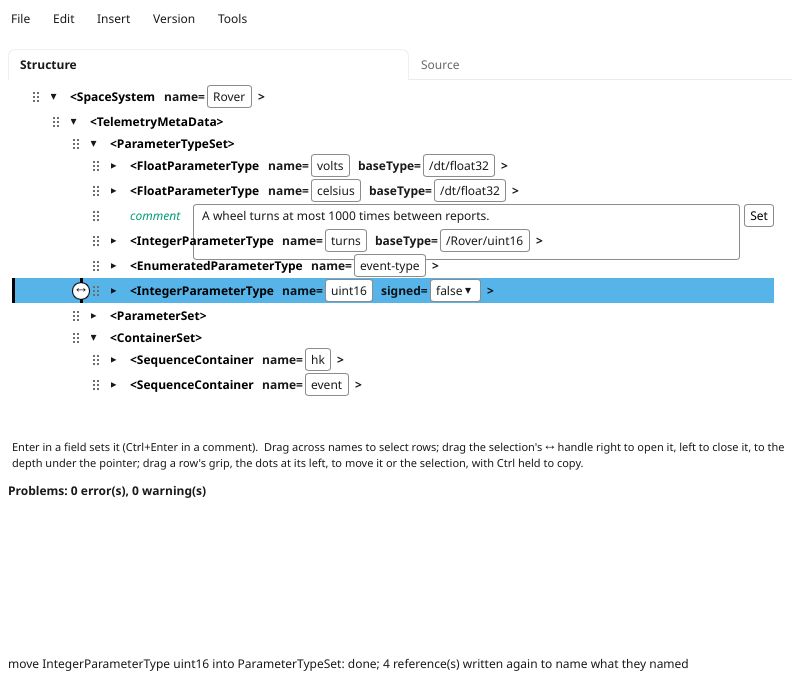 File Edit Insert Version Tools
Structure Source
<SpaceSystem name= Rover >
<TelemetryMetaData>
<ParameterTypeSet>
<FloatParameterType name= volts baseType= /dt/float32 >
<FloatParameterType name= celsius baseType= /dt/float32 >
comment A wheel turns at most 1000 times between reports. Set
<IntegerParameterType name= turns baseType= /Rover/uint16 >
<EnumeratedParameterType name= event-type >
<IntegerParameterType name= uint16 signed= false >
<ParameterSet>
<ContainerSet>
<SequenceContainer name= hk >
<SequenceContainer name= event >
Enter in a field sets it (Ctrl+Enter in a comment). Drag across names to select rows; drag the selection's ↔ handle right to open it, left to close it, to the
depth under the pointer; drag a row's grip, the dots at its left, to move it or the selection, with Ctrl held to copy.
Problems: 0 error(s), 0 warning(s)
move IntegerParameterType uint16 into ParameterTypeSet: done; 4 reference(s) written again to name what they named